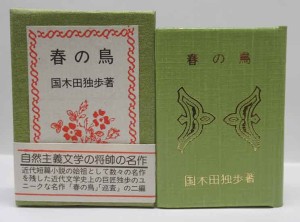 春の鳥
国木田独歩著
自然主義文学の将帥の名作
近代短篇小説の始祖として数々の名作
を残した近代文学史上の巨匠独歩のユ
ニークな名作「春の鳥」「巡査」の二編
春の鳥
国木田独歩著